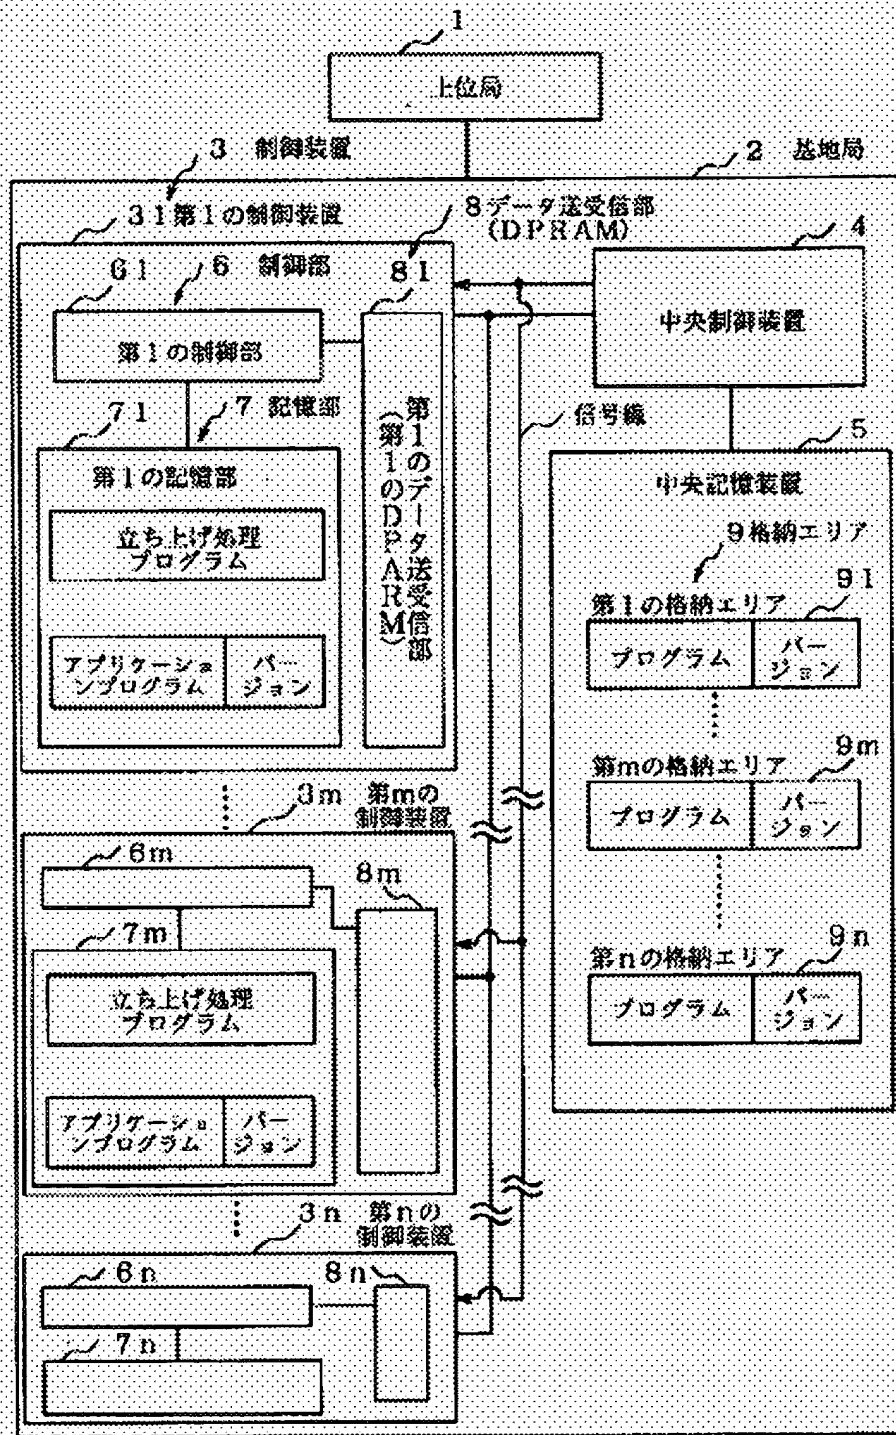 1
上位局
3 制御装置
2 基地局
31 第1の制御装置
8 データ送受信部
(DPRAM)
4
61
6 制御部
81
中央制御装置
第1の制御部
71
7 記憶部
第1のデータ送受信部
(第1のDPARM)
信号線
5
第1の記憶部
中央記憶装置
立ち上げ処理
プログラム
9 格納エリア
第1の格納エリア
91
プログラム
バー
ジョン
アプリケーショ
ンプログラム
バー
ジョン
第mの格納エリア
9m
プログラム
バー
ジョン
3m 第mの
制御装置
6m
8m
7m
第nの格納エリア
9n
プログラム
バー
ジョン
立ち上げ処理
プログラム
アプリケーショ
ンプログラム
バー
ジョン
3n 第nの
制御装置
6n
8n
7n